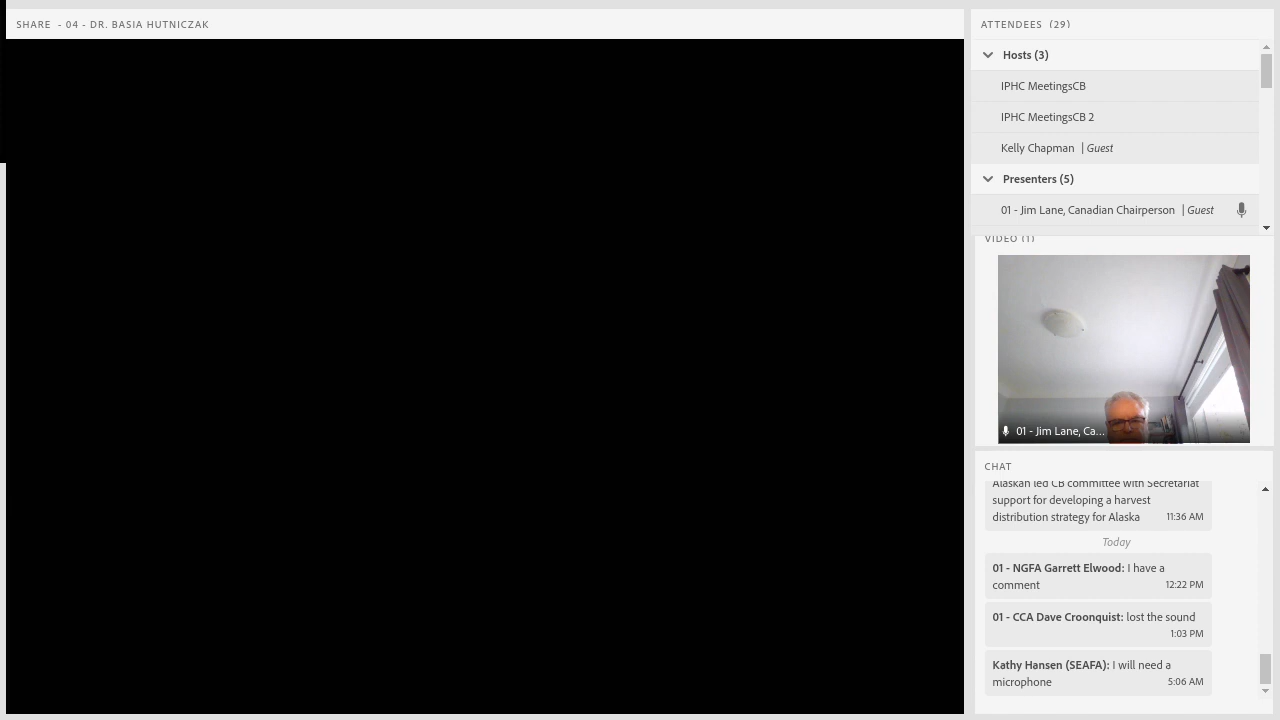 SHARE - 04 - DR. BASIA HUTNICZAK
ATTENDEES (29)
Hosts (3)
IPHC MeetingsCB
IPHC MeetingsCB 2
Kelly Chapman | Guest
Presenters (5)
01 - Jim Lane, Canadian Chairperson | Guest
VIDEO (1)
01 - Jim Lane, Ca...
CHAT
Alaskan led CB committee with Secretariat
support for developing a harvest
distribution strategy for Alaska 11:36 AM
Today
01 - NGFA Garrett Elwood: I have a
comment 12:22 PM
01 - CCA Dave Croonquist: lost the sound
1:03 PM
Kathy Hansen (SEAFA): I will need a
microphone 5:06 AM